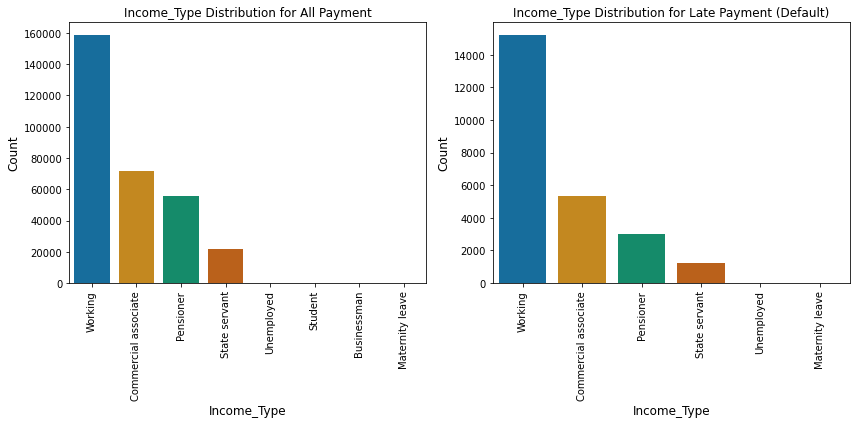 Income_Type Distribution for All Payment
Count
160000
140000
120000
100000
80000
60000
40000
20000
0
Working
Commercial associate
Pensioner
State servant
Unemployed
Student
Businessman
Maternity leave
Income_Type
Income_Type Distribution for Late Payment (Default)
Count
14000
12000
10000
8000
6000
4000
2000
0
Working
Commercial associate
Pensioner
State servant
Unemployed
Maternity leave
Income_Type